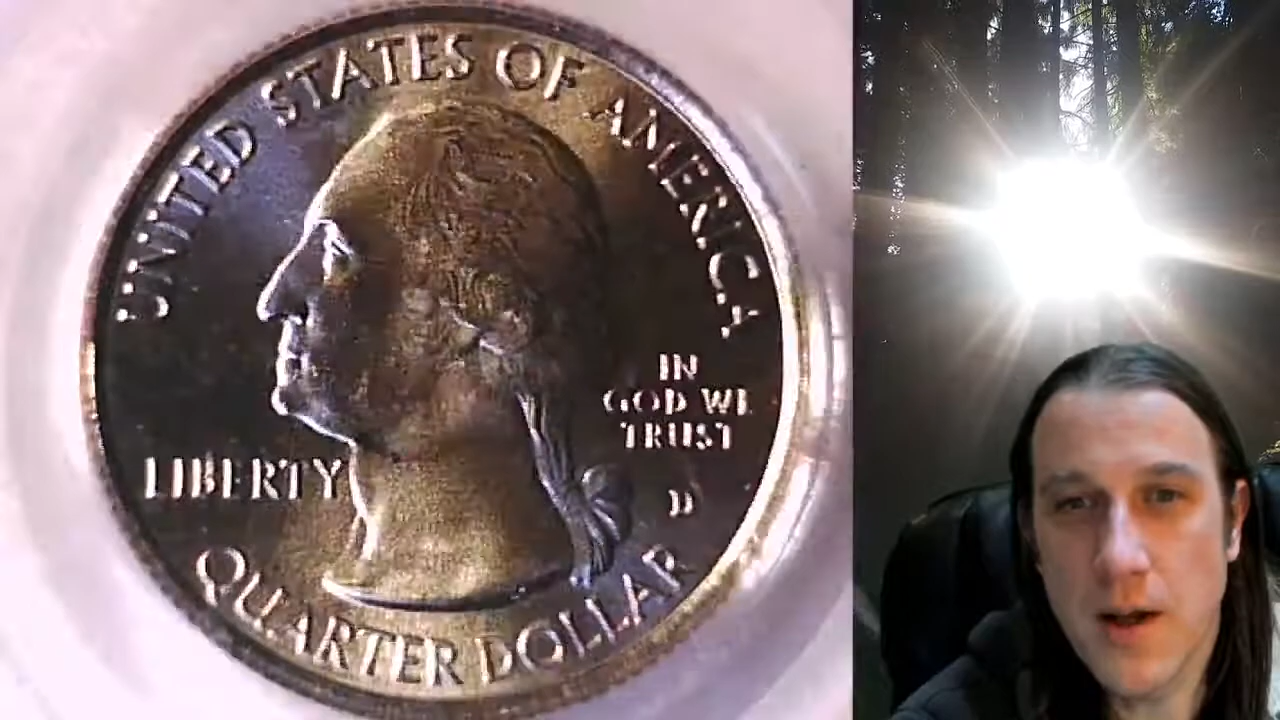 UNITED STATES OF AMERICA
LIBERTY
IN
GOD WE
TRUST
D
QUARTER DOLLAR